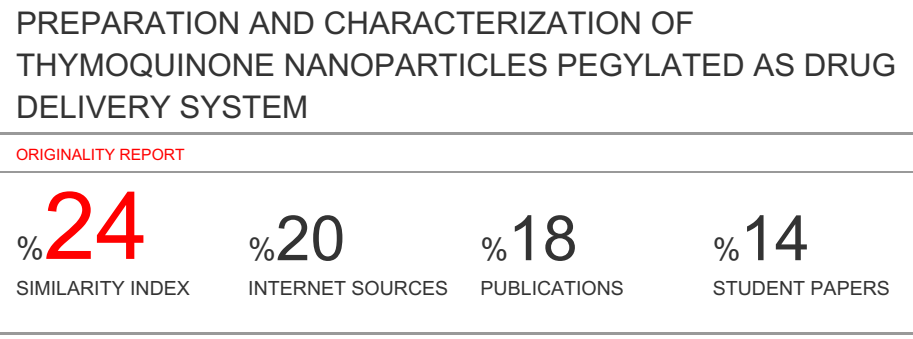 PREPARATION AND CHARACTERIZATION OF
THYMOQUINONE NANOPARTICLES PEGYLATED AS DRUG
DELIVERY SYSTEM
ORIGINALITY REPORT
%24 %20 %18 %14
SIMILARITY INDEX INTERNET SOURCES PUBLICATIONS STUDENT PAPERS